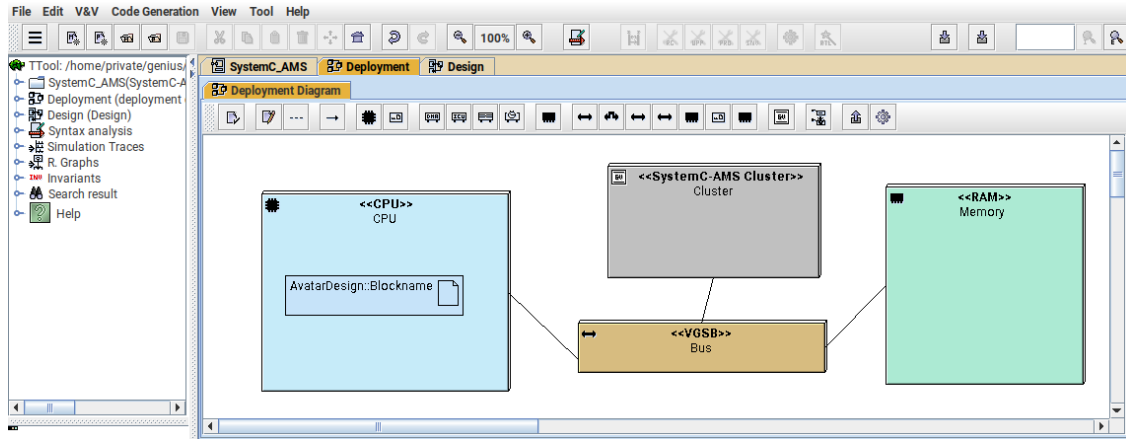 File Edit V&V Code Generation View Tool Help
100%
TTool: /home/private/genius/
SystemC_AMS(SystemC-A
Deployment (deployment
Design (Design)
Syntax analysis
Simulation Traces
R. Graphs
INV Invariants
Search result
? Help
SystemC_AMS Deployment Design
Deployment Diagram
<<CPU>>
CPU
AvatarDesign::Blockname
<<SystemC-AMS Cluster>>
Cluster
<<VGSB>>
Bus
<<RAM>>
Memory